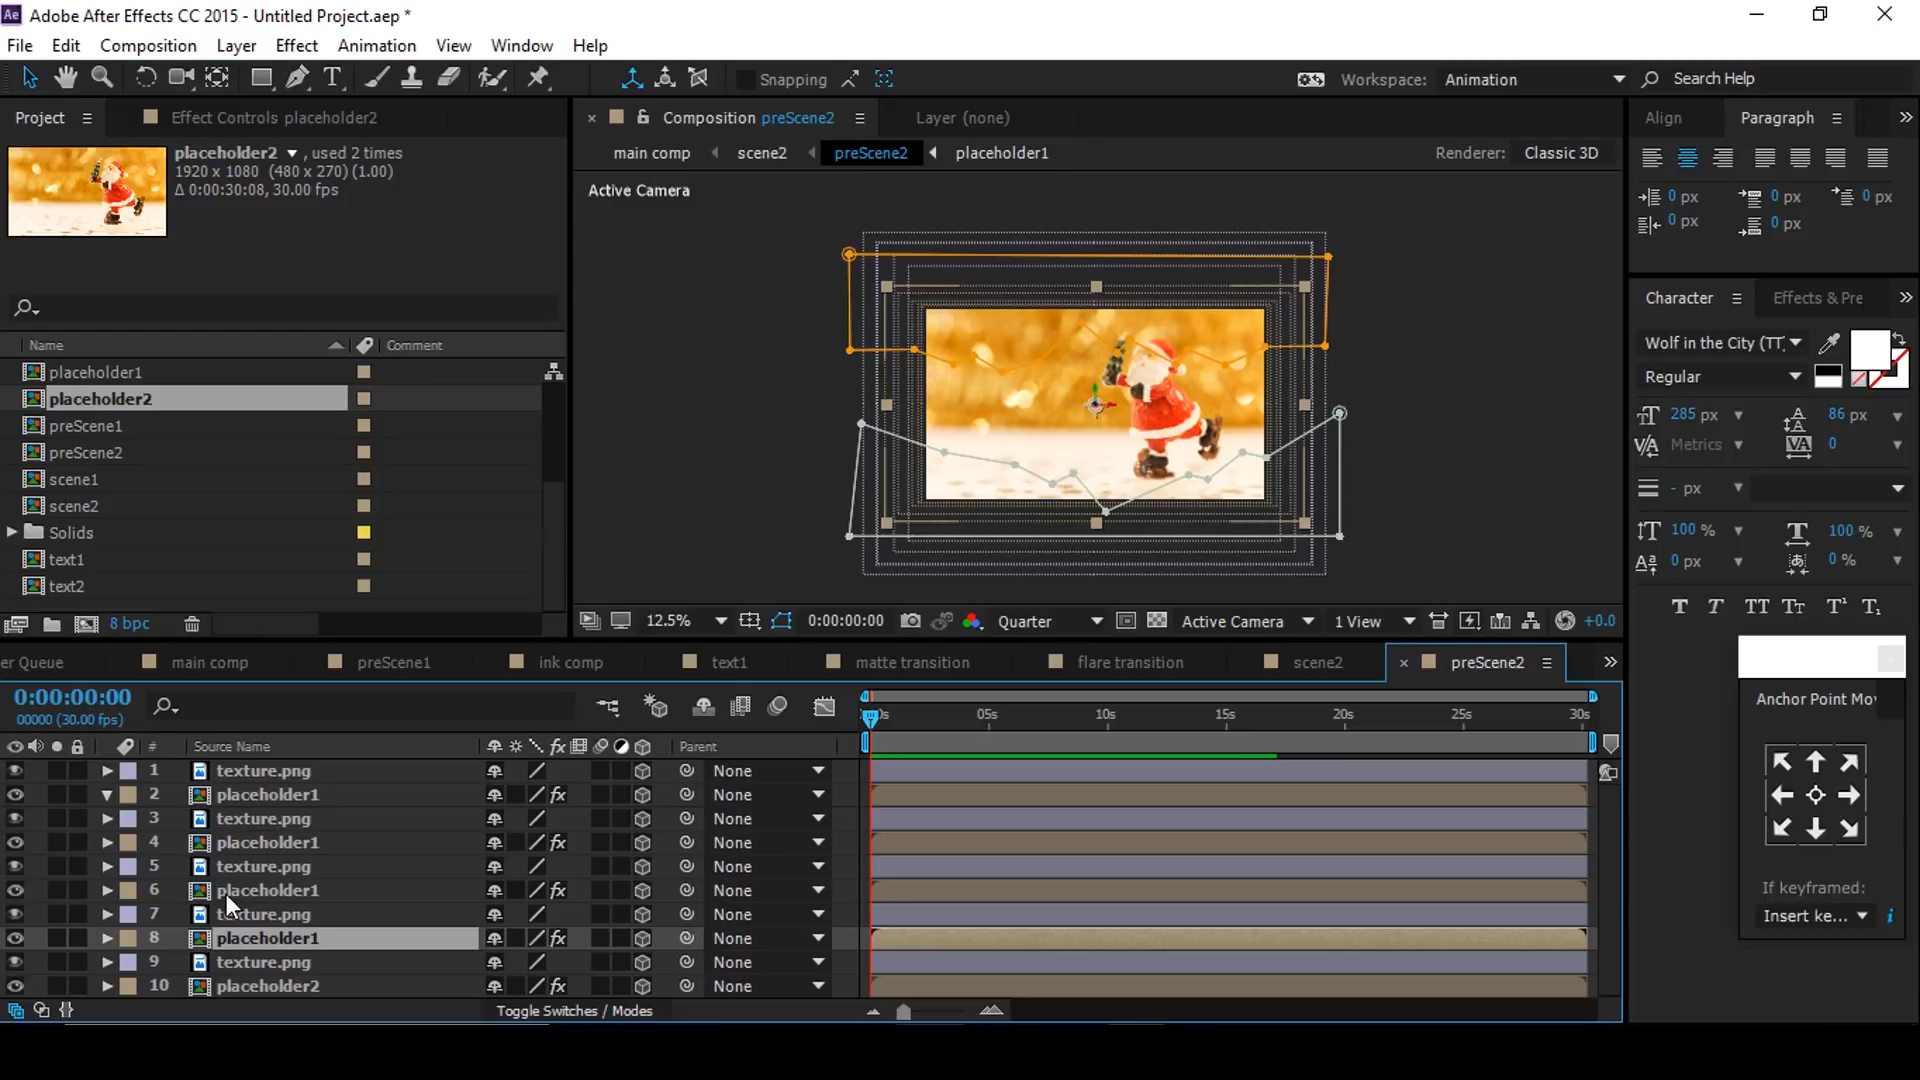 Ae Adobe After Effects CC 2015 - Untitled Project.aep *
File Edit Composition Layer Effect Animation View Window Help
Snapping
Workspace: Animation
Search Help
Project
Effect Controls placeholder2
placeholder2 , used 2 times
1920 x 1080 (480 x 270) (1.00)
Δ 0:00:30:08, 30.00 fps
Name Comment
placeholder1
placeholder2
preScene1
preScene2
scene1
scene2
Solids
text1
text2
8 bpc
Composition preScene2
Layer (none)
main comp scene2 preScene2 placeholder1
Renderer: Classic 3D
Active Camera
12.5% 0:00:00:00 Quarter Active Camera 1 View +0.0
Align Paragraph
0 px 0 px 0 px
0 px 0 px
Character Effects & Pre
Wolf in the City (TT
Regular
285 px 86 px
Metrics 0
- px
100 % 100 %
0 px 0 %
T T TT Tт T¹ T₁
Anchor Point Mo
If keyframed:
Insert ke...
er Queue main comp preScene1 ink comp text1 matte transition flare transition scene2 preScene2
0:00:00:00
00000 (30.00 fps)
05s 10s 15s 20s 25s 30s
# Source Name Parent
1 texture.png None
2 placeholder1 None
3 texture.png None
4 placeholder1 None
5 texture.png None
6 placeholder1 None
7 texture.png None
8 placeholder1 None
9 texture.png None
10 placeholder2 None
Toggle Switches / Modes